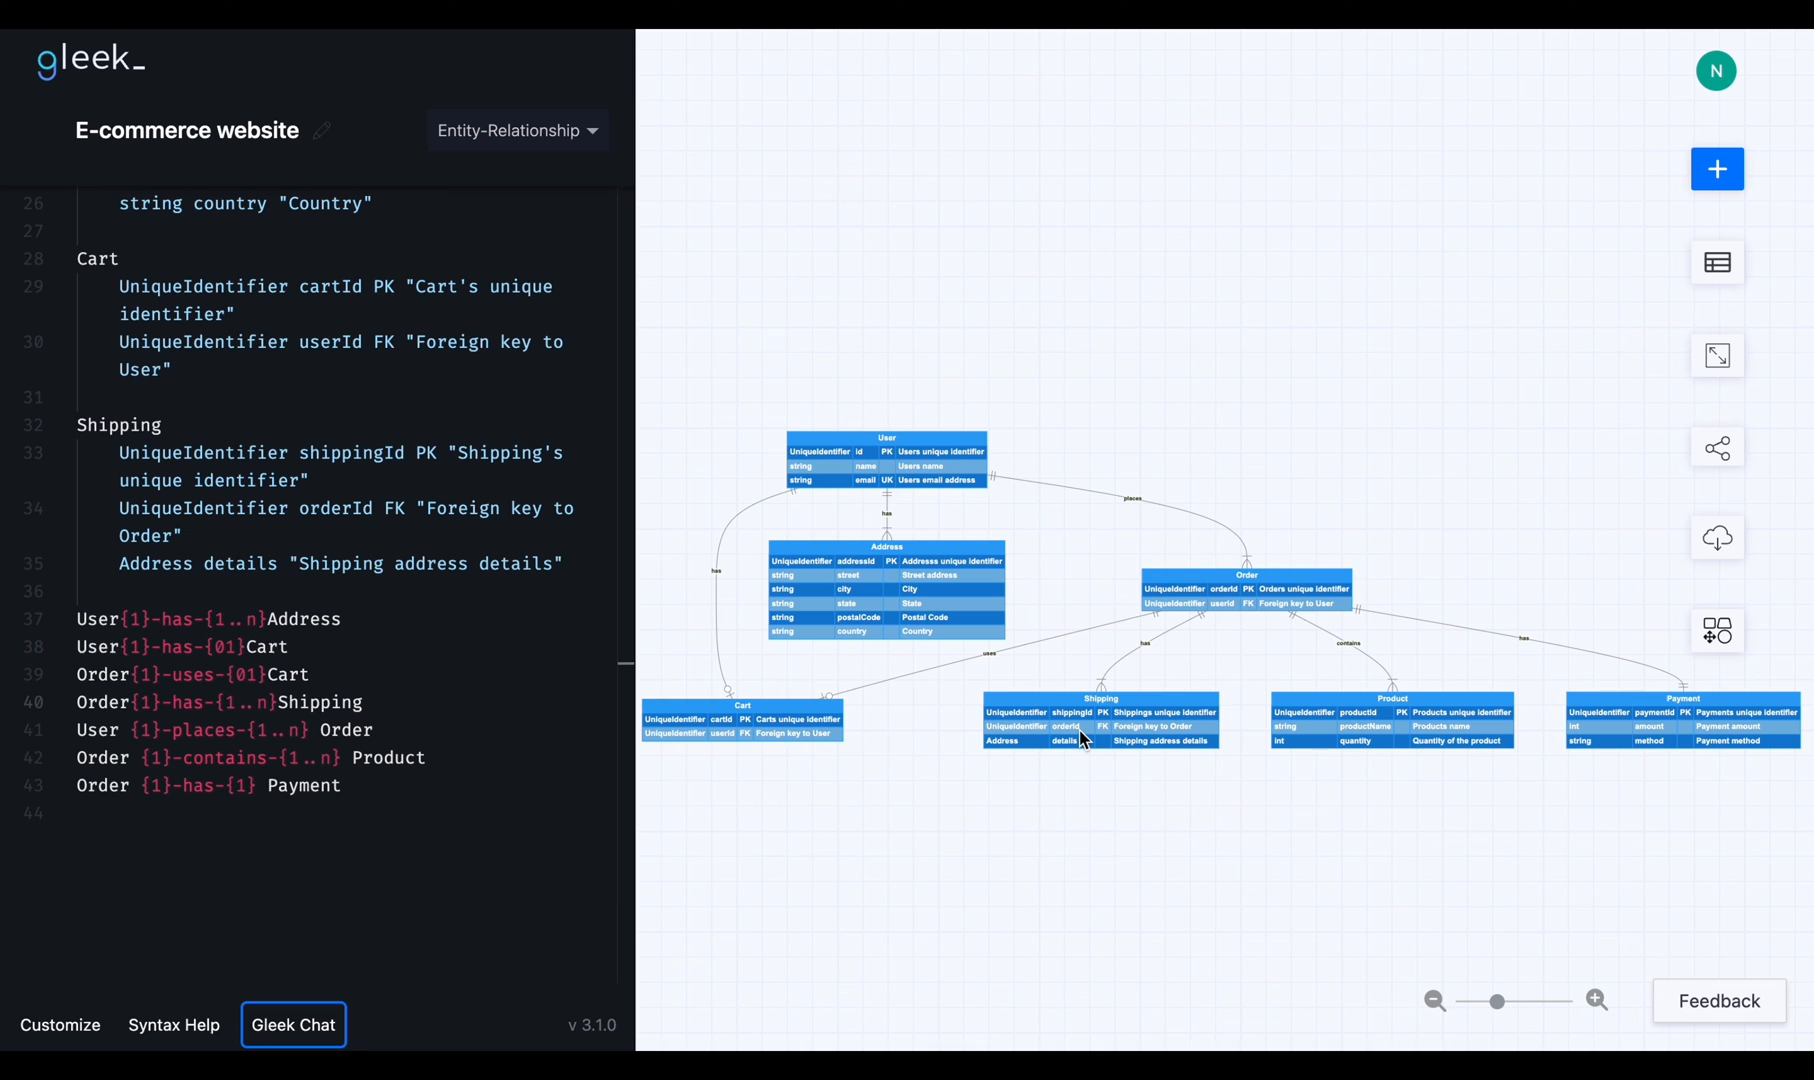 gleek_
E-commerce website
Entity-Relationship
26 string country "Country"
27
28 Cart
29 UniqueIdentifier cartId PK "Cart's unique
identifier"
30 UniqueIdentifier userId FK "Foreign key to
User"
31
32 Shipping
33 UniqueIdentifier shippingId PK "Shipping's
unique identifier"
34 UniqueIdentifier orderId FK "Foreign key to
Order"
35 Address details "Shipping address details"
36
37 User{1}-has-{1..n}Address
38 User{1}-has-{01}Cart
39 Order{1}-uses-{01}Cart
40 Order{1}-has-{1..n}Shipping
41 User {1}-places-{1..n} Order
42 Order {1}-contains-{1..n} Product
43 Order {1}-has-{1} Payment
44
Customize
Syntax Help
Gleek Chat
v 3.1.0
N
User
UniqueIdentifier id PK Users unique identifier
string name Users name
string email UK Users email address
has
places
has
Address
UniqueIdentifier addressId PK Addresss unique identifier
string street Street address
string city City
string state State
string postalCode Postal Code
string country Country
Order
UniqueIdentifier orderId PK Orders unique identifier
UniqueIdentifier userId FK Foreign key to User
uses
has
contains
has
Cart
UniqueIdentifier cartId PK Carts unique identifier
UniqueIdentifier userId FK Foreign key to User
Shipping
UniqueIdentifier shippingId PK Shippings unique identifier
UniqueIdentifier orderId FK Foreign key to Order
Address details Shipping address details
Product
UniqueIdentifier productId PK Products unique identifier
string productName Products name
int quantity Quantity of the product
Payment
UniqueIdentifier paymentId PK Payments unique identifier
int amount Payment amount
string method Payment method
Feedback